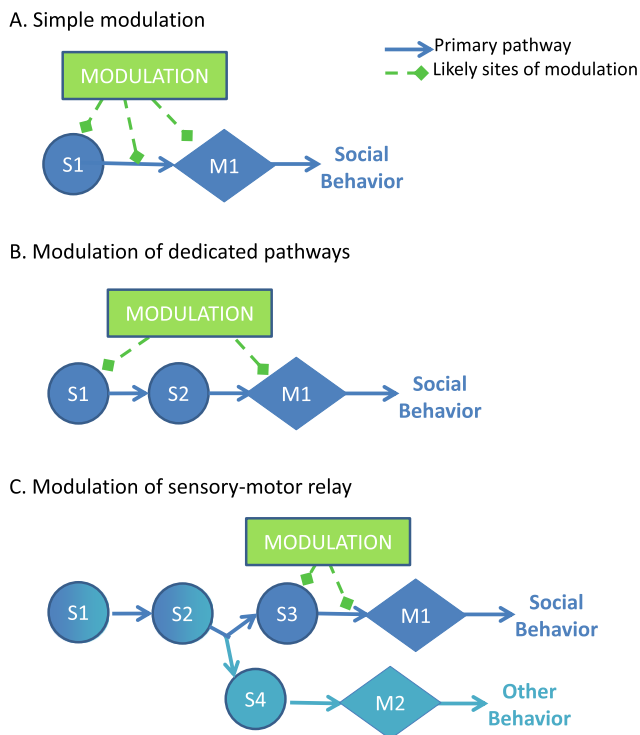 A. Simple modulation
MODULATION
Primary pathway
Likely sites of modulation
S1
M1
Social
Behavior
B. Modulation of dedicated pathways
MODULATION
S1
S2
M1
Social
Behavior
C. Modulation of sensory-motor relay
MODULATION
S1
S2
S3
M1
Social
Behavior
S4
M2
Other
Behavior